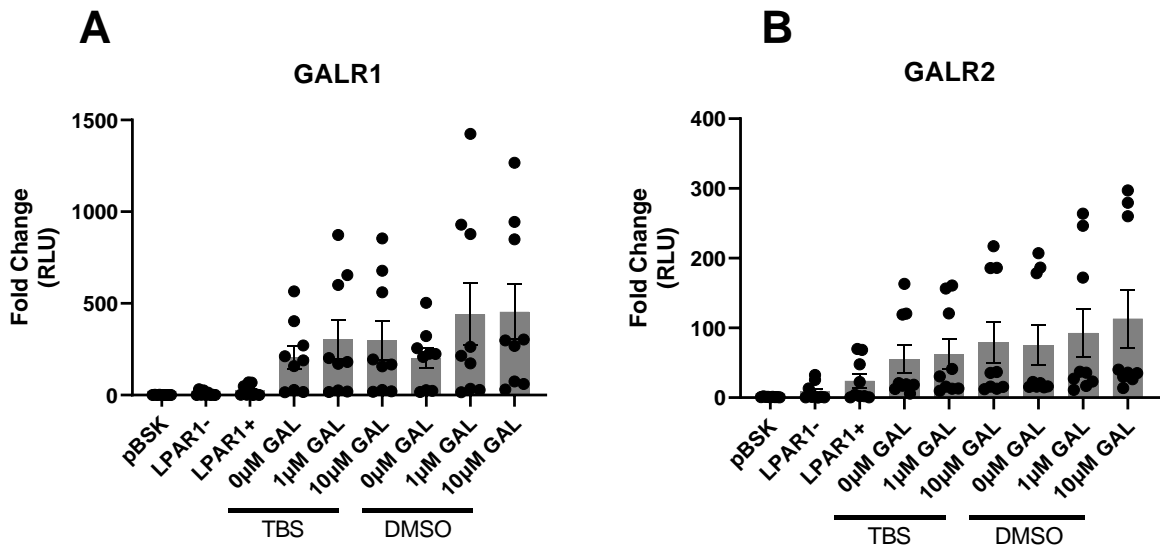 A
GALR1
Fold Change
(RLU)
1500
1000
500
0
pBSK
LPAR1-
LPAR1+
0µM GAL
1µM GAL
10µM GAL
0µM GAL
1µM GAL
10µM GAL
TBS
DMSO
B
GALR2
Fold Change
(RLU)
400
300
200
100
0
pBSK
LPAR1-
LPAR1+
0µM GAL
1µM GAL
10µM GAL
0µM GAL
1µM GAL
10µM GAL
TBS
DMSO